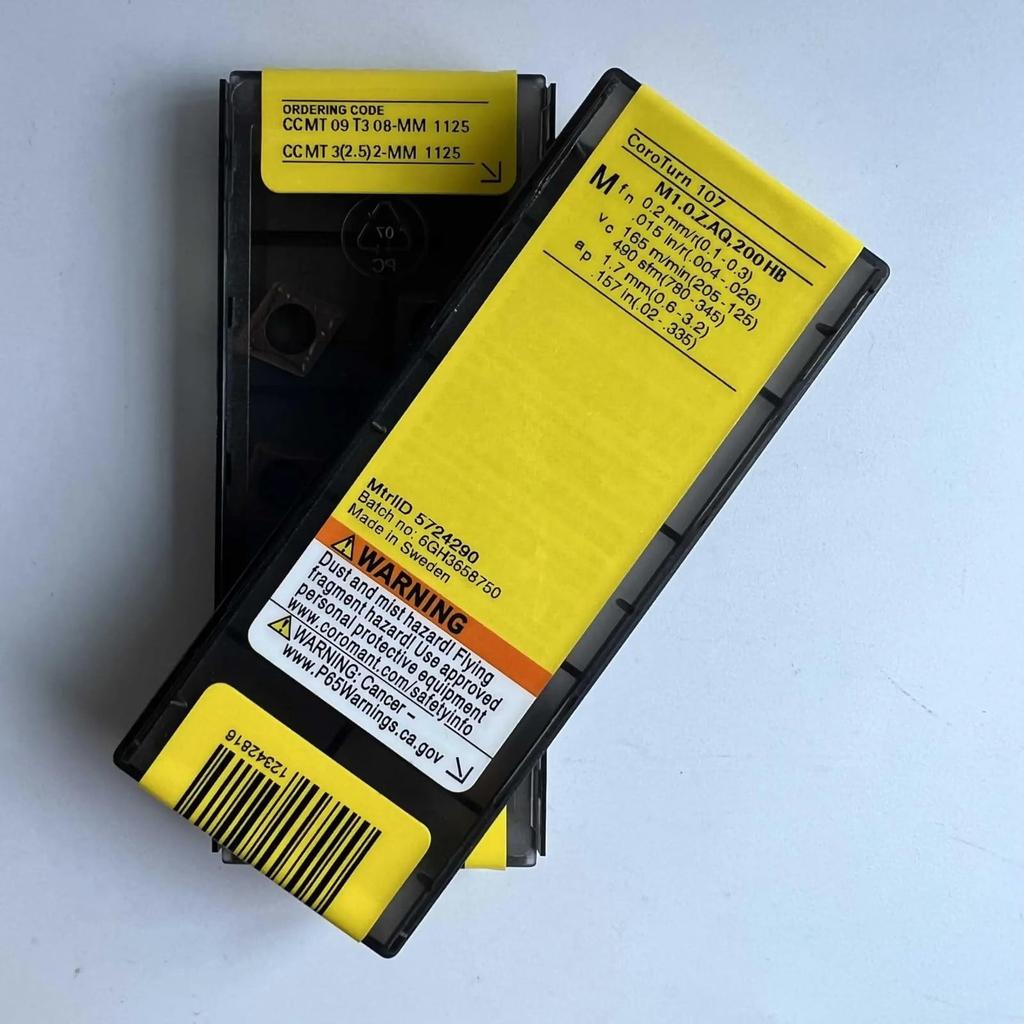 ORDERING CODE
CCMT 09 T3 08-MM 1125
CCMT 3(2.5)2-MM 1125
07
PC
CoroTurn 107
M1.0.Z.AQ,200 HB
M fn 0.2 mm/r(0.1-0.3)
.015 in/r(.004-.026)
vc 165 m/min(205-125)
490 sfm(780-345)
ap 1.7 mm(0.6-3.2)
.157 in(.02-.335)
MtrlID 5724290
Batch no: 6GH3658750
Made in Sweden
WARNING
Dust and mist hazard! Flying
fragment hazard! Use approved
personal protective equipment
www.coromant.com/safetyinfo
WARNING: Cancer –
www.P65Warnings.ca.gov
12342816